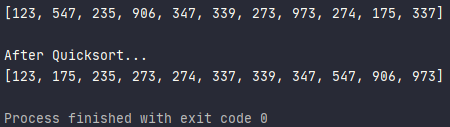 [123, 547, 235, 906, 347, 339, 273, 973, 274, 175, 337]
After Quicksort...
[123, 175, 235, 273, 274, 337, 339, 347, 547, 906, 973]
Process finished with exit code 0